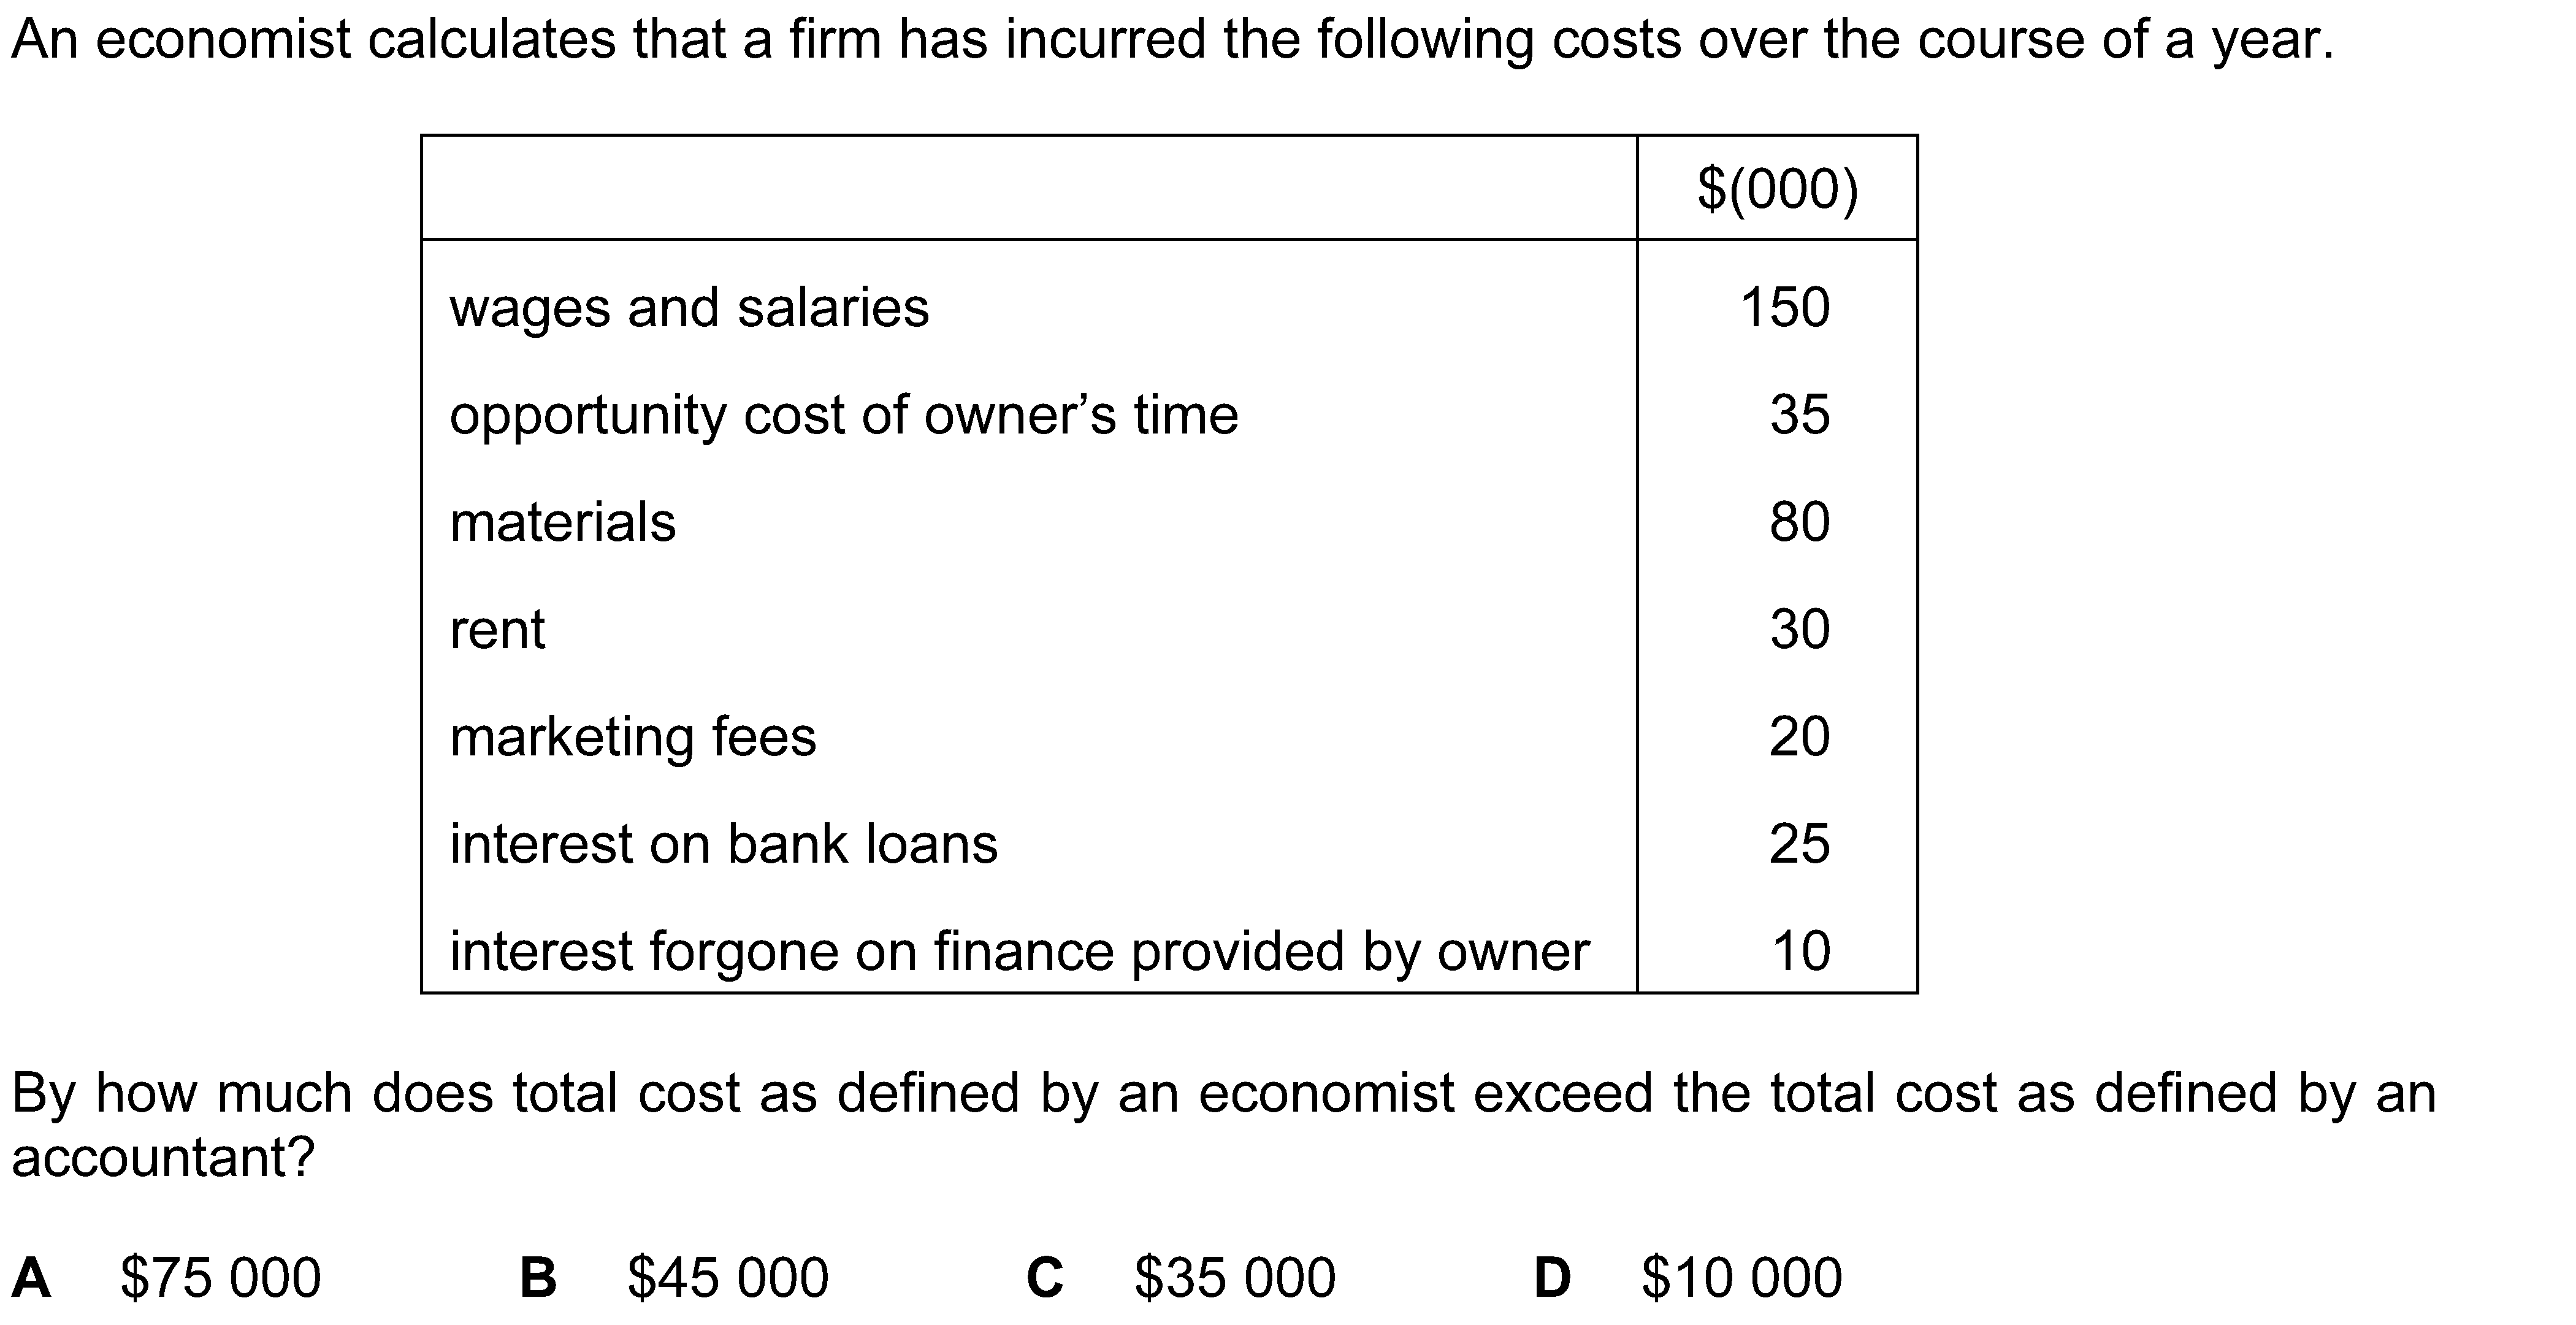 An economist calculates that a firm has incurred the following costs over the course of a year.
$(000)
wages and salaries 150
opportunity cost of owner’s time 35
materials 80
rent 30
marketing fees 20
interest on bank loans 25
interest forgone on finance provided by owner 10
By how much does total cost as defined by an economist exceed the total cost as defined by an
accountant?
A $75 000 B $45 000 C $35 000 D $10 000